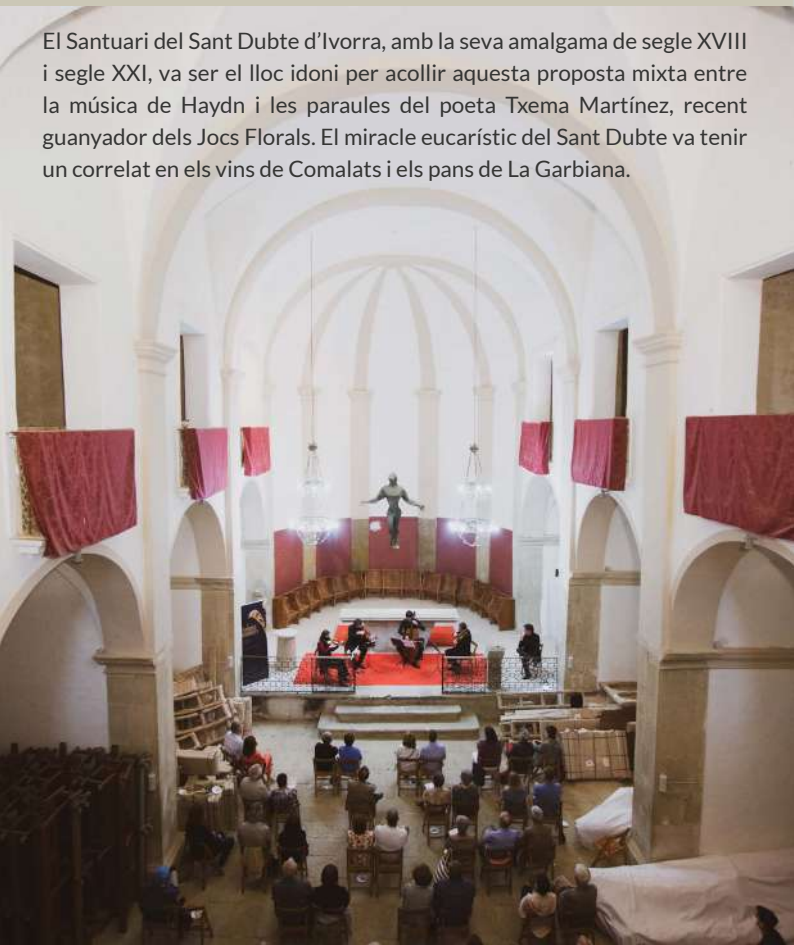 El Santuari del Sant Dubte d’Ivorra, amb la seva amalgama de segle XVIII
i segle XXI, va ser el lloc idoni per acollir aquesta proposta mixta entre
la música de Haydn i les paraules del poeta Txema Martínez, recent
guanyador dels Jocs Florals. El miracle eucarístic del Sant Dubte va tenir
un correlat en els vins de Comalats i els pans de La Garbiana.